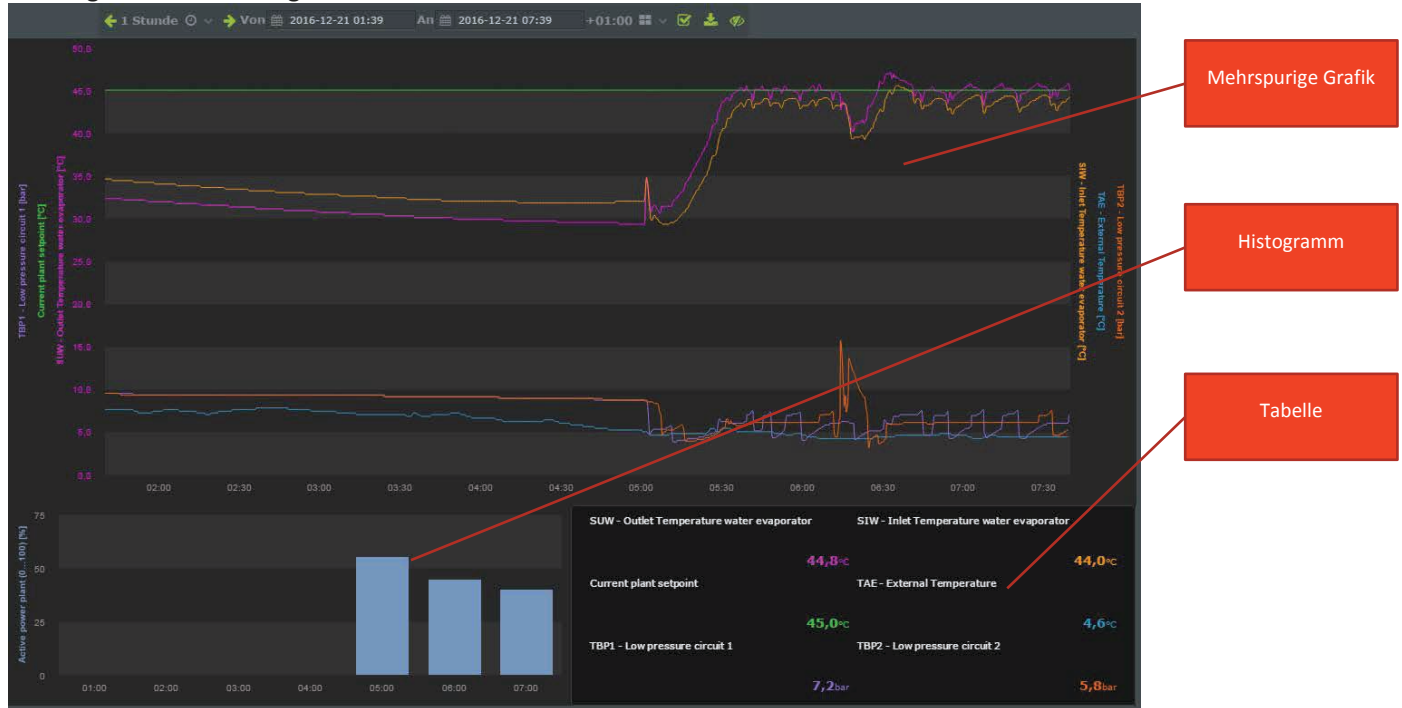 1 Stunde Von 2016-12-21 01:39 An 2016-12-21 07:39 +01:00
Mehrspurige Grafik
Histogramm
Tabelle
TBP1 - Low pressure circuit 1 [bar]
Current plant setpoint [°C]
SUW - Outlet Temperature water evaporator [°C]
50,0
45,0
40,0
35,0
30,0
25,0
20,0
15,0
10,0
5,0
0,0
SIW - Inlet Temperature water evaporator [°C]
TAE - External Temperature [°C]
TBP2 - Low pressure circuit 2 [bar]
02:00 02:30 03:00 03:30 04:00 04:30 05:00 05:30 06:00 06:30 07:00 07:30
Active power plant (0...100) [%]
75
50
25
0
01:00 02:00 03:00 04:00 05:00 06:00 07:00
SUW - Outlet Temperature water evaporator SIW - Inlet Temperature water evaporator
44,8°C 44,0°C
Current plant setpoint TAE - External Temperature
45,0°C 4,6°C
TBP1 - Low pressure circuit 1 TBP2 - Low pressure circuit 2
7,2bar 5,8bar